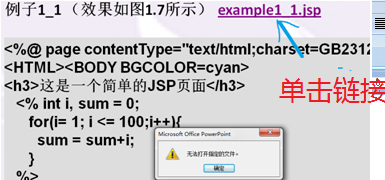 例子1_1（效果如图1.7所示） example1_1.jsp
<%@ page contentType="text/html;charset=GB2312
<HTML><BODY BGCOLOR=cyan>
<h3>这是一个简单的JSP页面</h3>
单击链接
<% int i, sum = 0;
for(i= 1; i <= 100;i++){
sum = sum+i;
}
%>
Microsoft Office PowerPoint
无法打开指定的文件。
确定